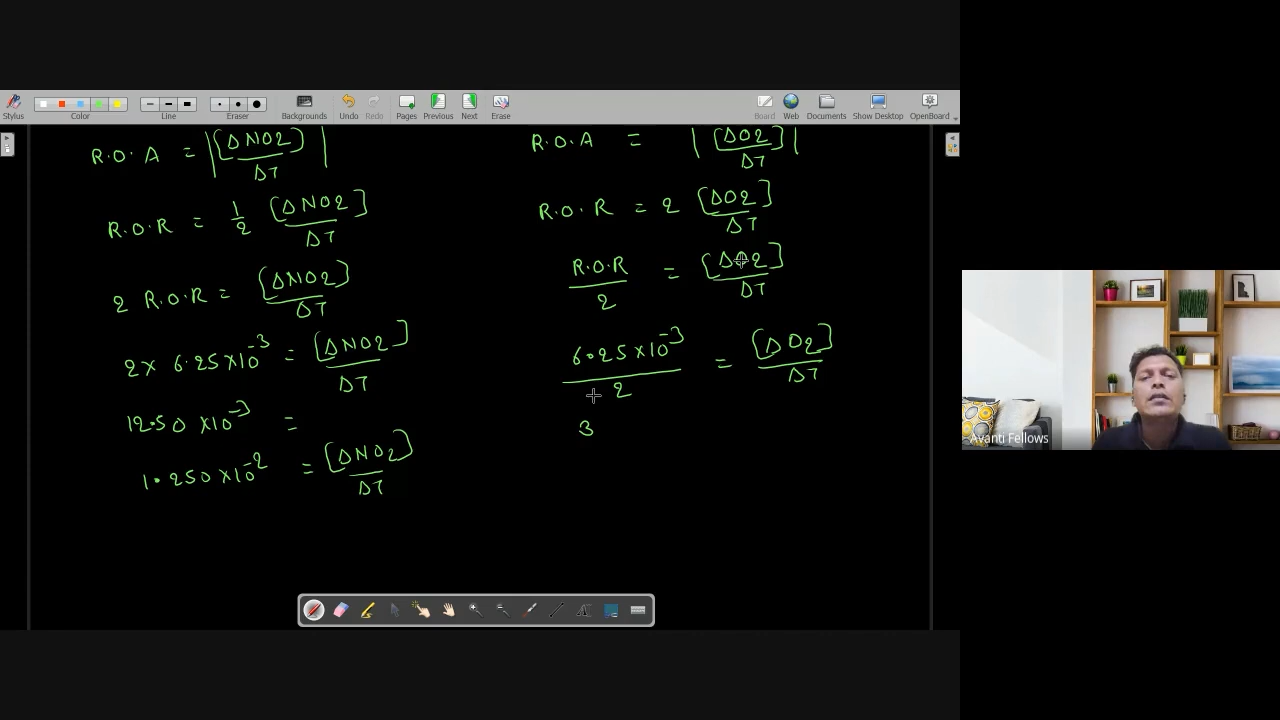 Stylus
Color
Line
Eraser
Backgrounds
Undo
Redo
Pages
Previous
Next
Erase
Board
Web
Documents
Show Desktop
OpenBoard
R.O.A = |[ΔNO2]/ΔT|
R.O.R = 1/2 [ΔNO2]/ΔT
2 R.O.R = [ΔNO2]/ΔT
2 x 6.25 x 10^-3 = [ΔNO2]/ΔT
12.50 x 10^-3 =
1.250 x 10^-2 = [ΔNO2]/ΔT
R.O.A = |[ΔO2]/ΔT|
R.O.R = 2 [ΔO2]/ΔT
R.O.R/2 = [ΔO2]/ΔT
6.25 x 10^-3/2 = [ΔO2]/ΔT
3
Avanti Fellows